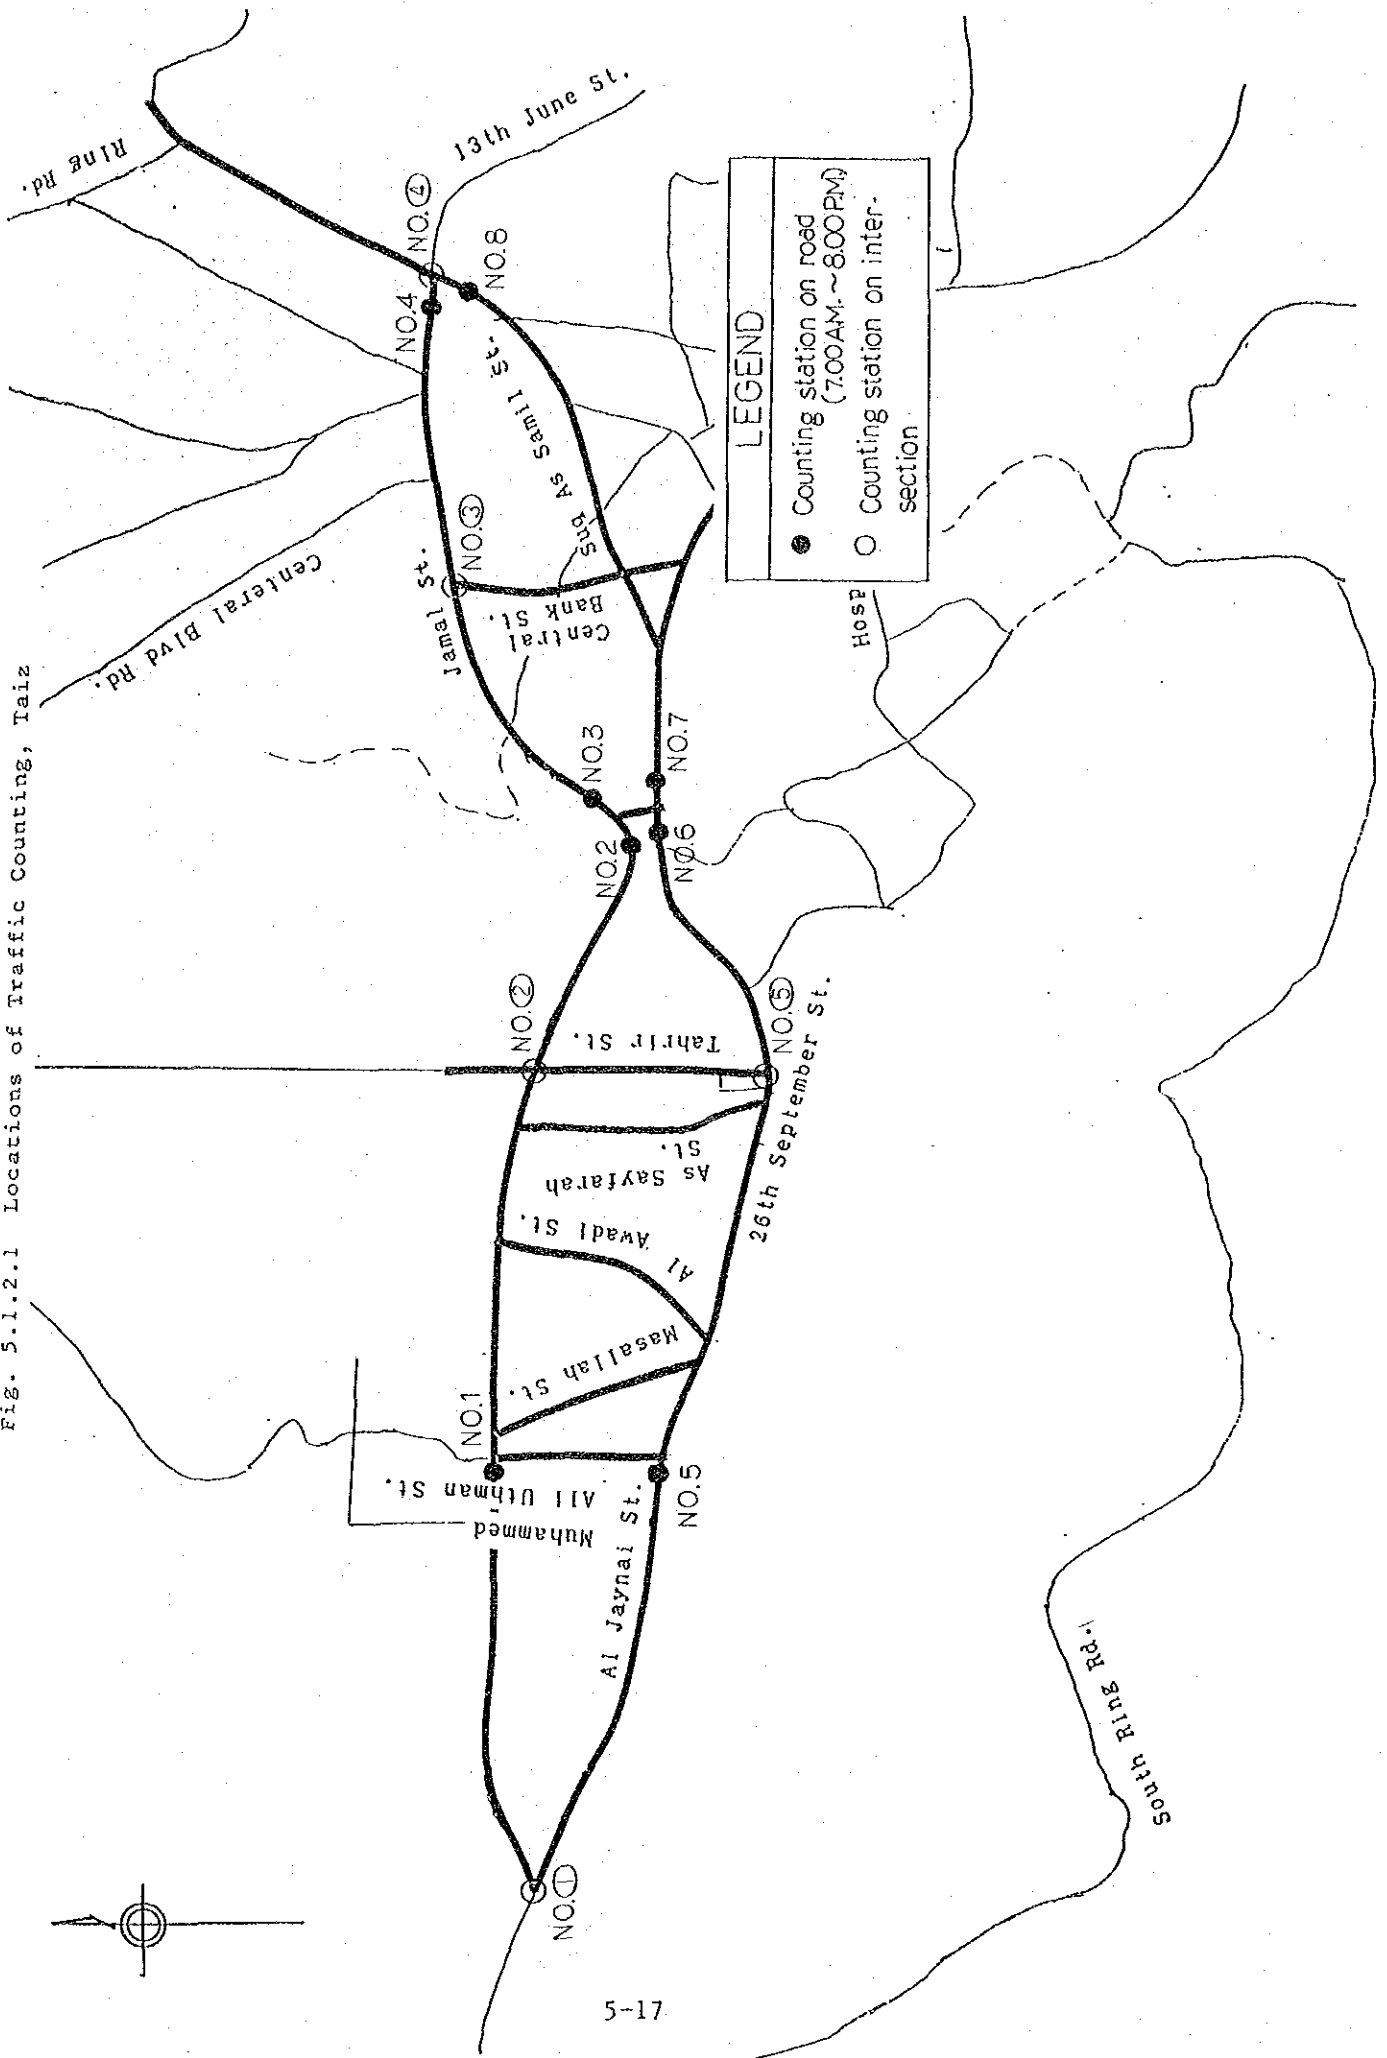 Fig. 5.1.2.1 Locations of Traffic Counting, Taiz
Ring Rd.
13th June St.
NO.④
NO.4
NO.8
Centeral Blvd Rd.
Jamal St.
NO.③
Suq As Samil St.
Central
Bank St.
NO.3
NO.2
NO.7
NO.6
Hosp
NO.②
Tahrir St.
NO.⑤
26th September St.
As Sayfarah
St.
Al
Awadl St.
Masallah St.
NO.1
Muhammed
All Uthman St.
NO.5
Al Jaynai St.
NO.①
South Ring Rd.
LEGEND
● Counting station on road
(7.00A.M.~8.00P.M)
○ Counting station on inter-
section
5-17